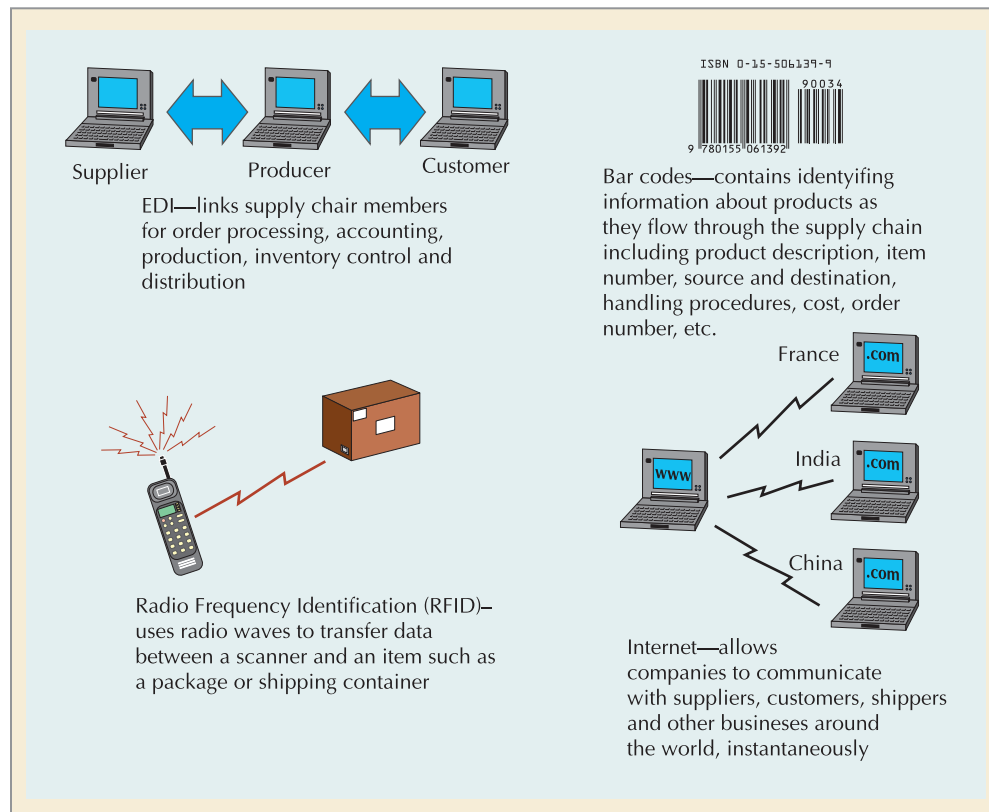 Supplier
Producer
Customer
EDI—links supply chair members
for order processing, accounting,
production, inventory control and
distribution
ISBN 0-15-506139-9
90034
9 780155 061392
Bar codes—contains identyifing
information about products as
they flow through the supply chain
including product description, item
number, source and destination,
handling procedures, cost, order
number, etc.
Radio Frequency Identification (RFID)–
uses radio waves to transfer data
between a scanner and an item such as
a package or shipping container
France
.com
India
.com
www
China
.com
Internet—allows
companies to communicate
with suppliers, customers, shippers
and other busineses around
the world, instantaneously